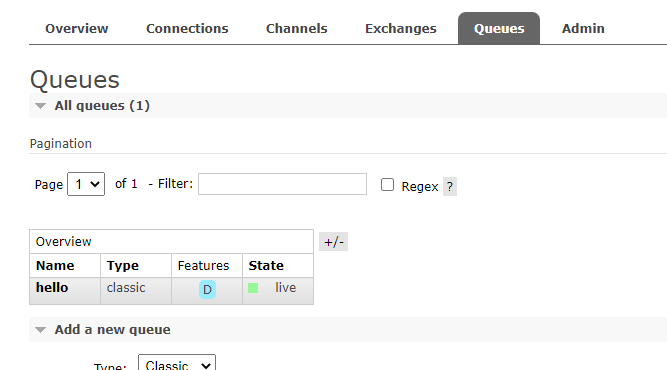 Overview Connections Channels Exchanges Queues Admin
Queues
All queues (1)
Pagination
Page 1 of 1 - Filter: Regex ?
Overview +/-
Name Type Features State
hello classic D live
Add a new queue
Type: Classic